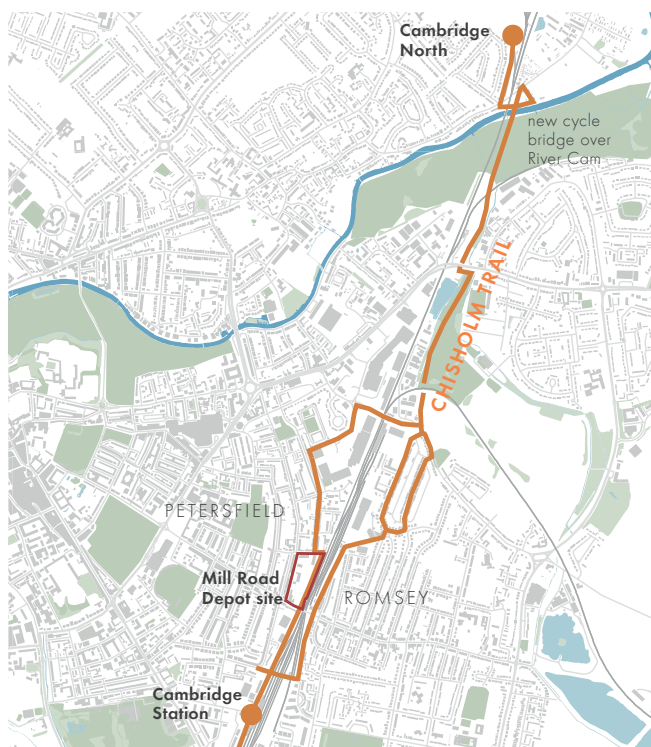 Cambridge
North
new cycle
bridge over
River Cam
CHISHOLM TRAIL
PETERSFIELD
Mill Road
Depot site
ROMSEY
Cambridge
Station